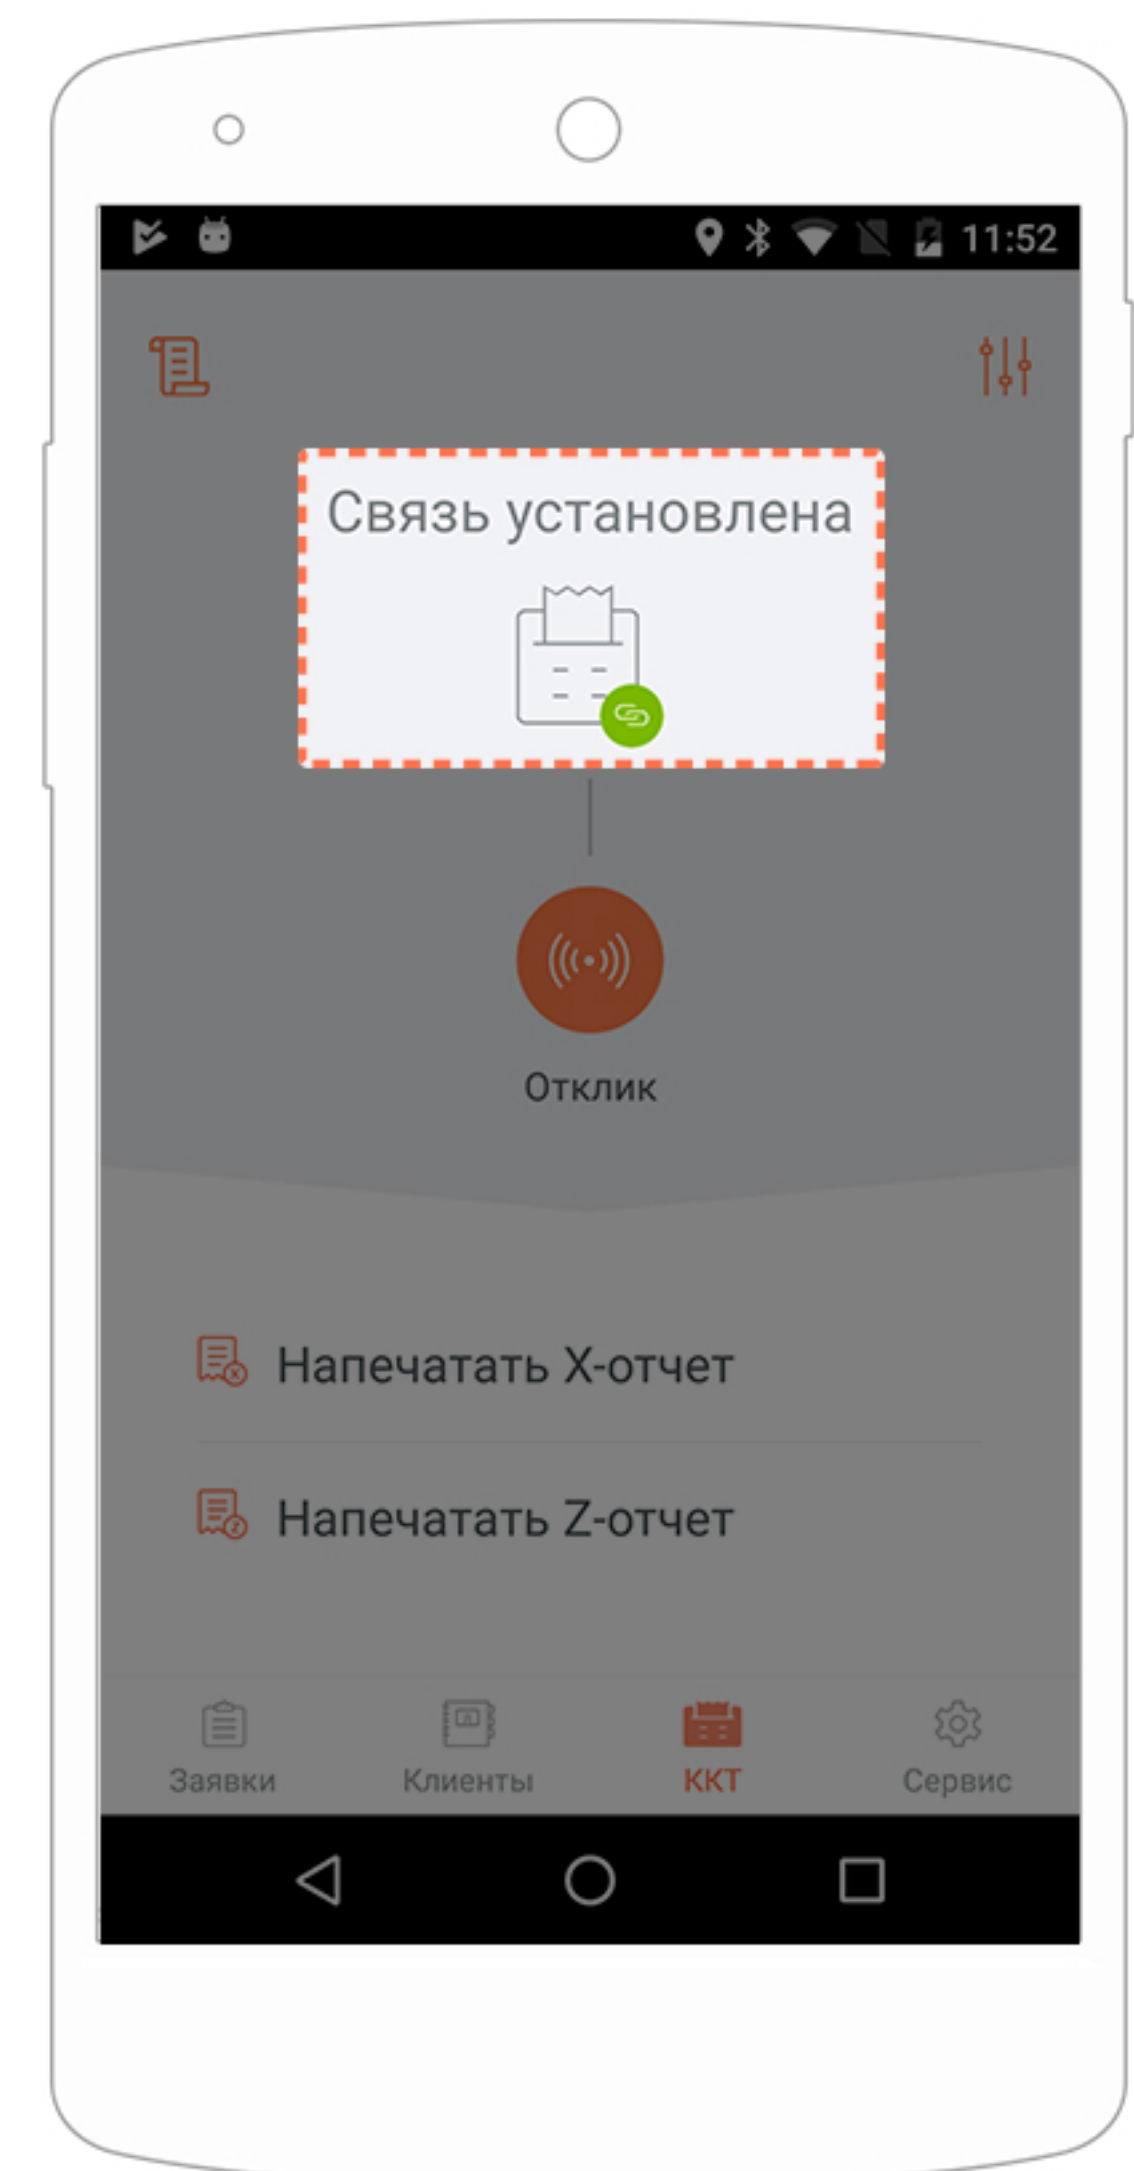 11:52
Связь установлена
Отклик
Напечатать X-отчет
Напечатать Z-отчет
Заявки Клиенты ККТ Сервис